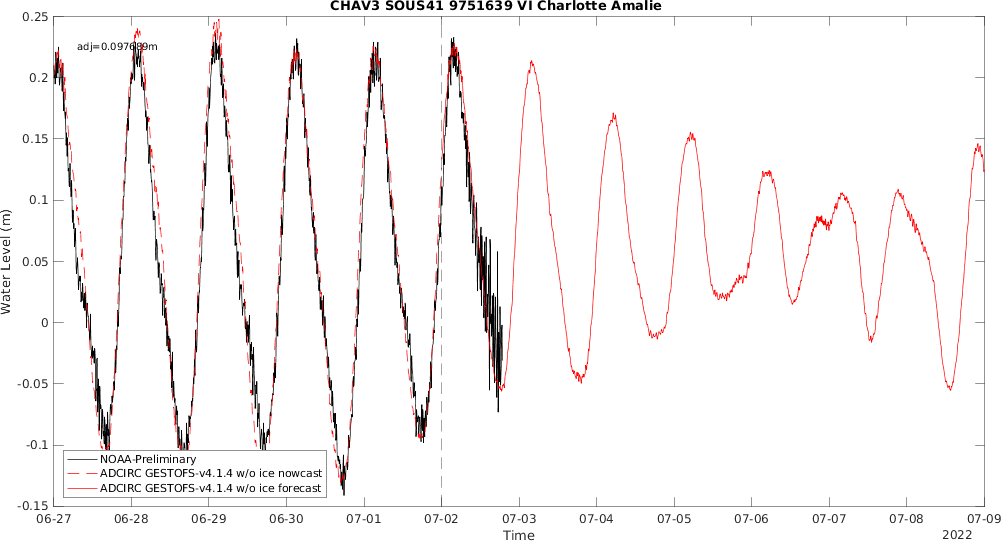 CHAV3 SOUS41 9751639 VI Charlotte Amalie
adj=0.097689m
0.25
0.2
0.15
0.1
0.05
0
-0.05
-0.1
-0.15
Water Level (m)
NOAA-Preliminary
ADCIRC GESTOFS-v4.1.4 w/o ice nowcast
ADCIRC GESTOFS-v4.1.4 w/o ice forecast
06-27 06-28 06-29 06-30 07-01 07-02 07-03 07-04 07-05 07-06 07-07 07-08 07-09
Time
2022